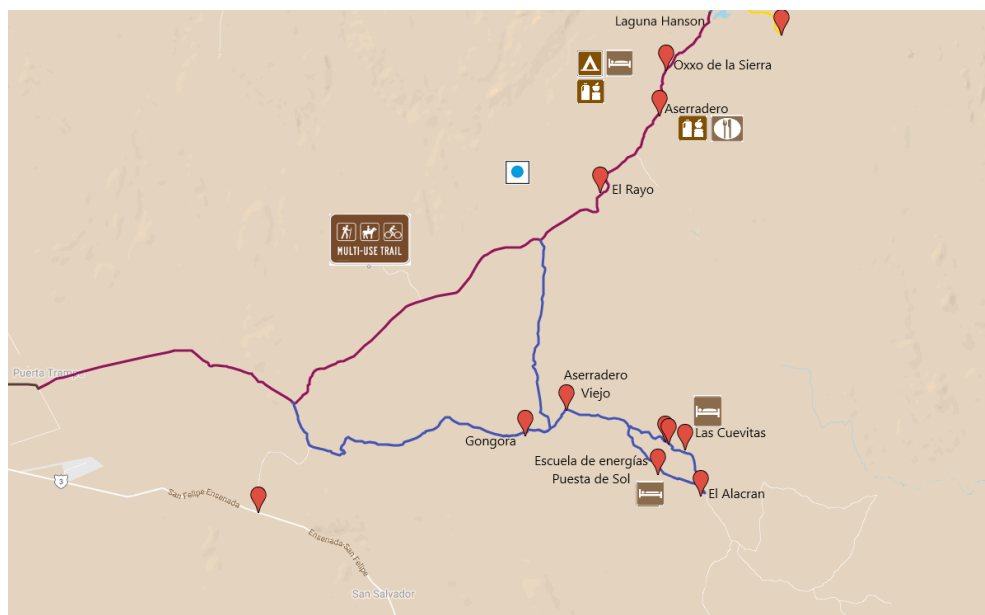 Laguna Hanson
Oxxo de la Sierra
Aserradero
El Rayo
MULTI-USE TRAIL
Puerta Tramp
Aserradero
Viejo
Gongora
Las Cuevitas
Escuela de energías
Puesta de Sol
El Alacran
3
San Felipe Ensenada
Ensenada-San Felipe
San Salvador